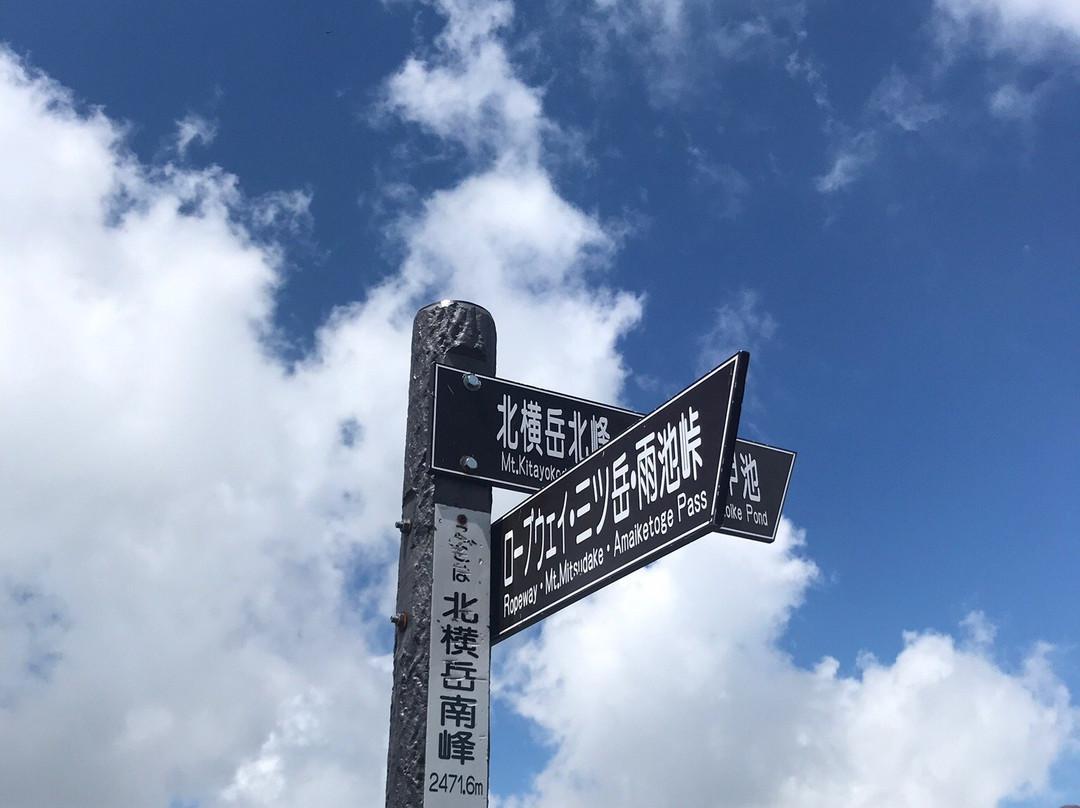 北横岳北峰
Mt.Kitayoko
池
oike Pond
ロープウェイ・三ツ岳・雨池峠
Ropeway・Mt.Mitsudake・Amaiketoge Pass
ここは
北横岳南峰
2471.6m